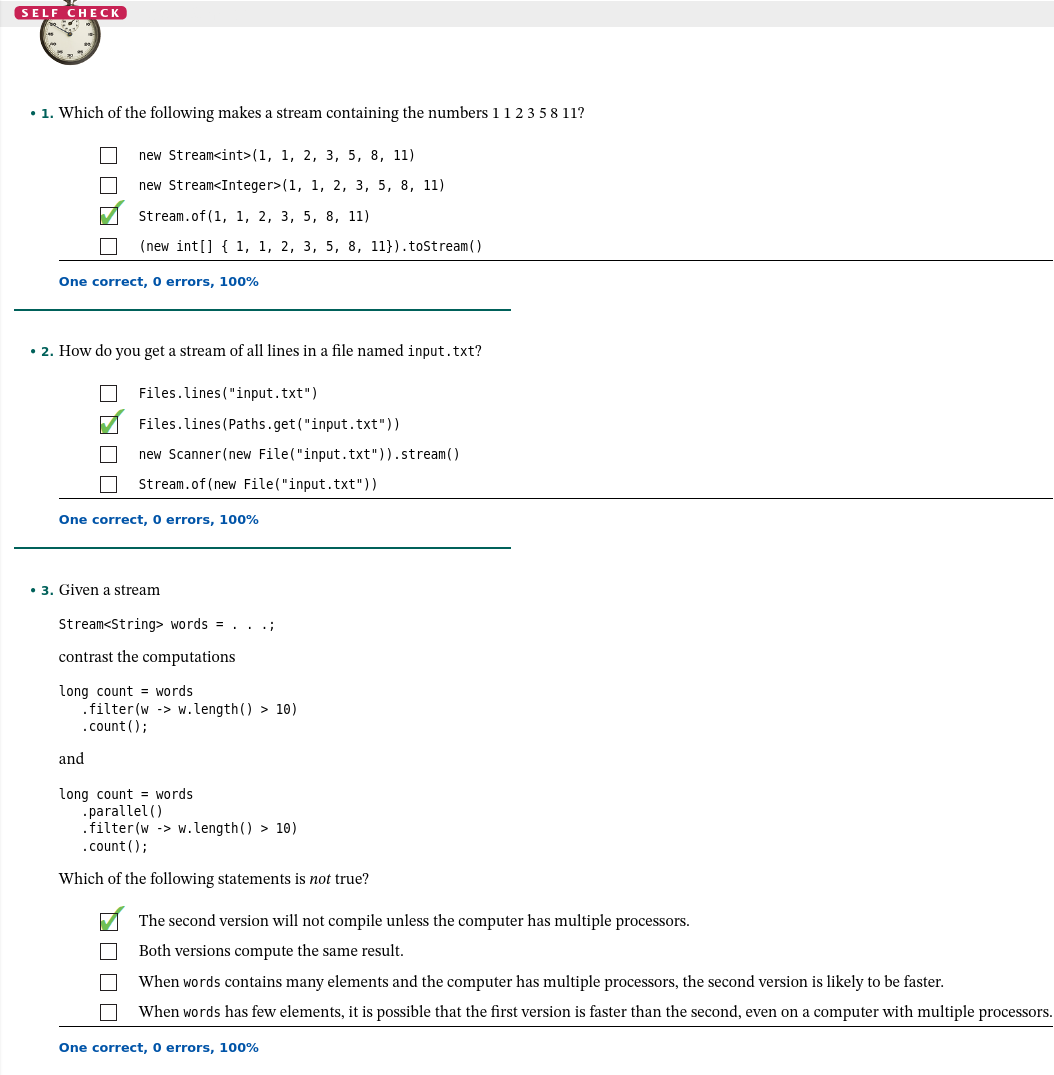 SELF CHECK
• 1. Which of the following makes a stream containing the numbers 1 1 2 3 5 8 11?
new Stream<int>(1, 1, 2, 3, 5, 8, 11)
new Stream<Integer>(1, 1, 2, 3, 5, 8, 11)
Stream.of(1, 1, 2, 3, 5, 8, 11)
(new int[] { 1, 1, 2, 3, 5, 8, 11}).toStream()
One correct, 0 errors, 100%
• 2. How do you get a stream of all lines in a file named input.txt?
Files.lines("input.txt")
Files.lines(Paths.get("input.txt"))
new Scanner(new File("input.txt")).stream()
Stream.of(new File("input.txt"))
One correct, 0 errors, 100%
• 3. Given a stream
Stream<String> words = . . .;
contrast the computations
long count = words
   .filter(w -> w.length() > 10)
   .count();
and
long count = words
   .parallel()
   .filter(w -> w.length() > 10)
   .count();
Which of the following statements is not true?
The second version will not compile unless the computer has multiple processors.
Both versions compute the same result.
When words contains many elements and the computer has multiple processors, the second version is likely to be faster.
When words has few elements, it is possible that the first version is faster than the second, even on a computer with multiple processors.
One correct, 0 errors, 100%